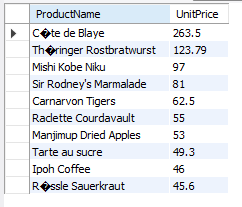 ProductName UnitPrice
C�te de Blaye 263.5
Th�ringer Rostbratwurst 123.79
Mishi Kobe Niku 97
Sir Rodney's Marmalade 81
Carnarvon Tigers 62.5
Raclette Courdavault 55
Manjimup Dried Apples 53
Tarte au sucre 49.3
Ipoh Coffee 46
R�ssle Sauerkraut 45.6